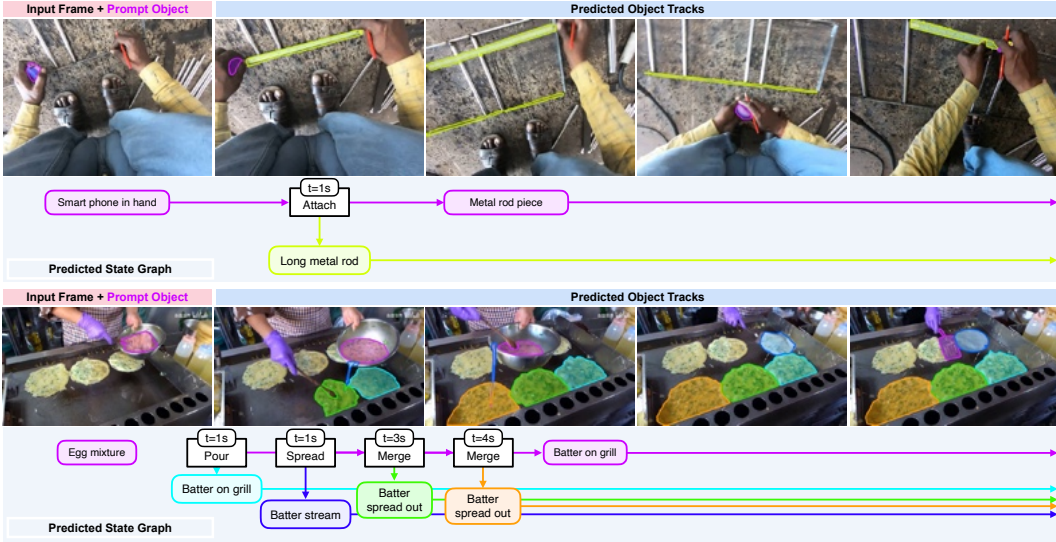 Input Frame + Prompt Object
Predicted Object Tracks
t=1s
Smart phone in hand
Attach
Metal rod piece
Long metal rod
Predicted State Graph
Input Frame + Prompt Object
Predicted Object Tracks
t=1s
t=1s
t=3s
t=4s
Egg mixture
Pour
Spread
Merge
Merge
Batter on grill
Batter on grill
Batter stream
Batter
spread out
Batter
spread out
Predicted State Graph